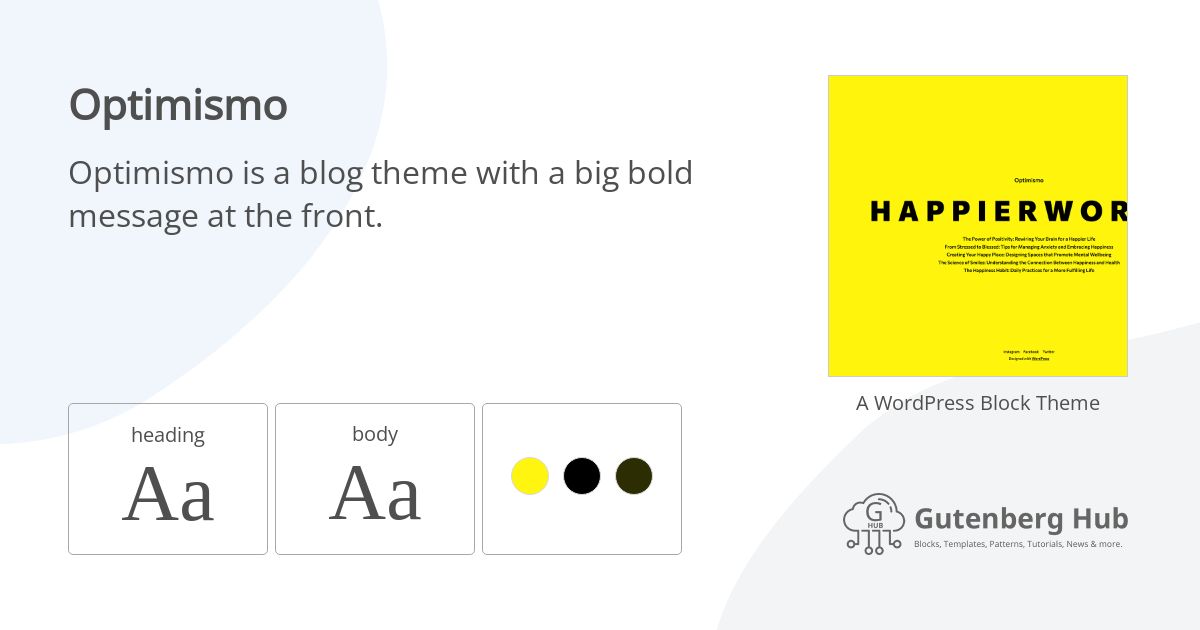 Optimismo
Optimismo is a blog theme with a big bold
message at the front.
Optimismo
HAPPIERWOR
The Power of Positivity: Rewiring Your Brain for a Happier Life
From Stressed to Blessed: Tips for Managing Anxiety and Embracing Happiness
Creating Your Happy Place: Designing Spaces that Promote Mental Wellbeing
The Science of Smiles: Understanding the Connection Between Happiness and Health
The Happiness Habit: Daily Practices for a More Fulfilling Life
Instagram Facebook Twitter
Designed with WordPress
A WordPress Block Theme
heading
Aa
body
Aa
G
HUB
Gutenberg Hub
Blocks, Templates, Patterns, Tutorials, News & more.